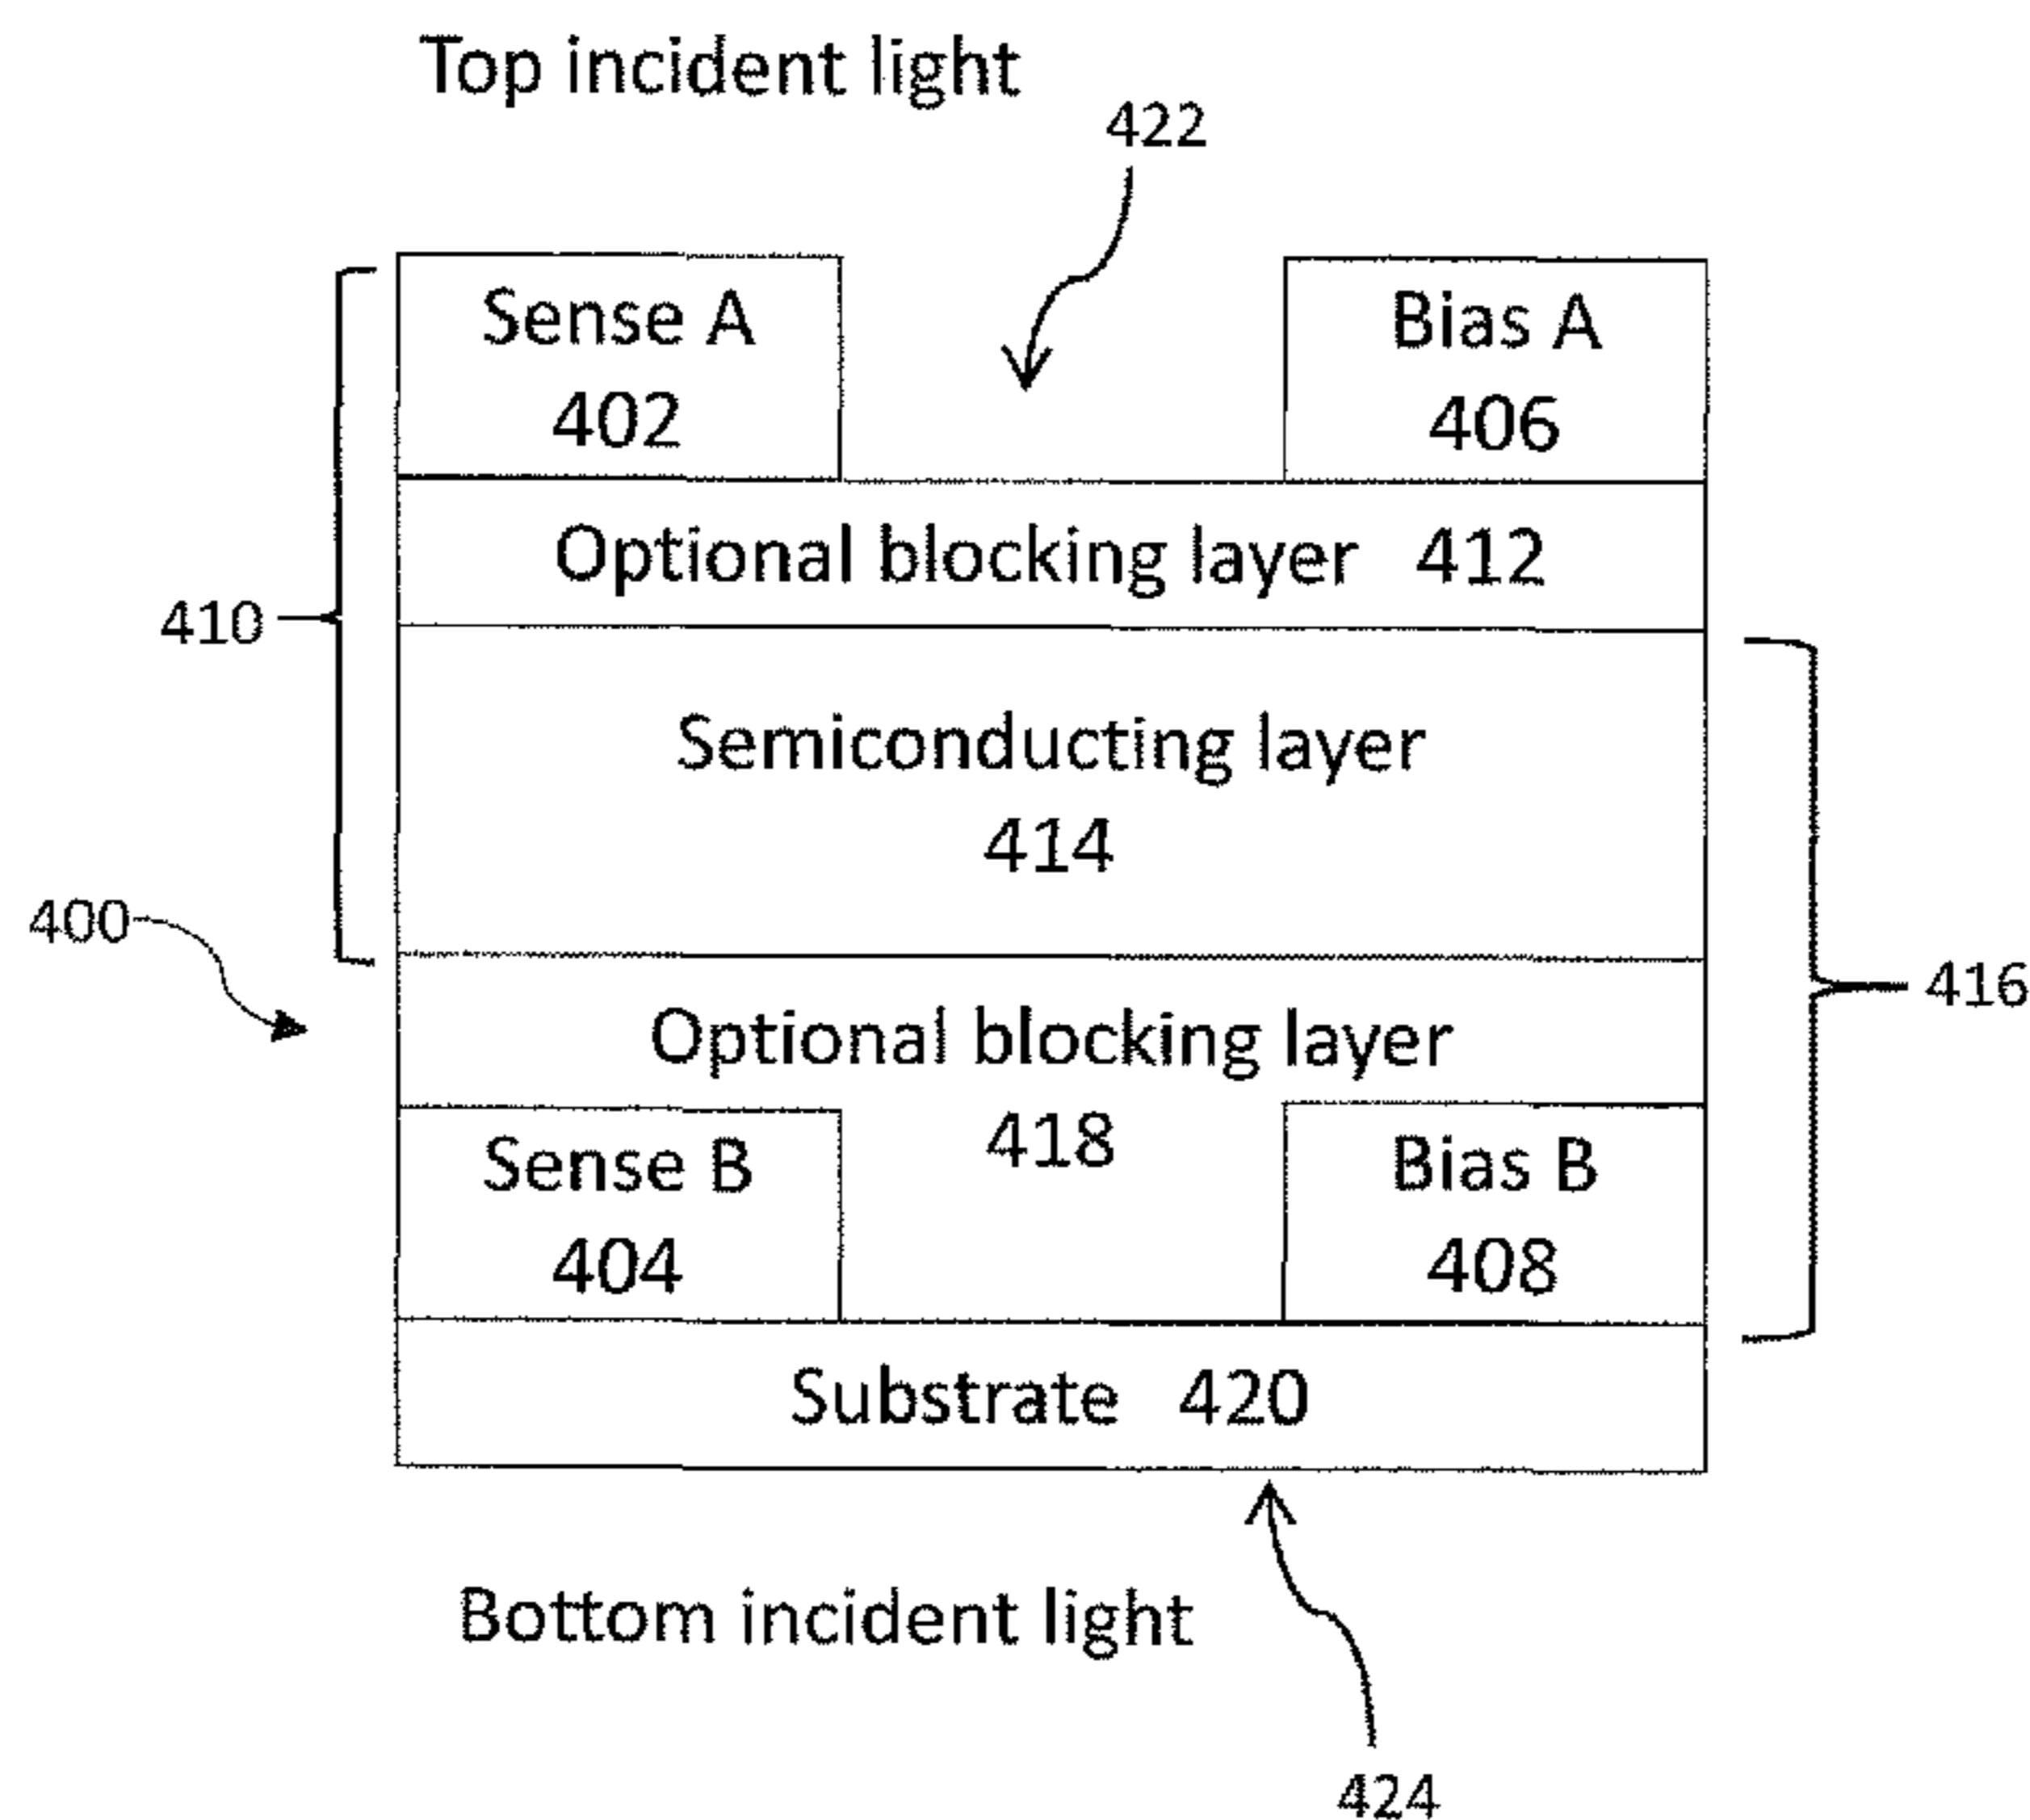 Top incident light
422
Sense A
402
Bias A
406
Optional blocking layer 412
410
Semiconducting layer
414
400
416
Optional blocking layer
418
Sense B
404
Bias B
408
Substrate 420
Bottom incident light
424